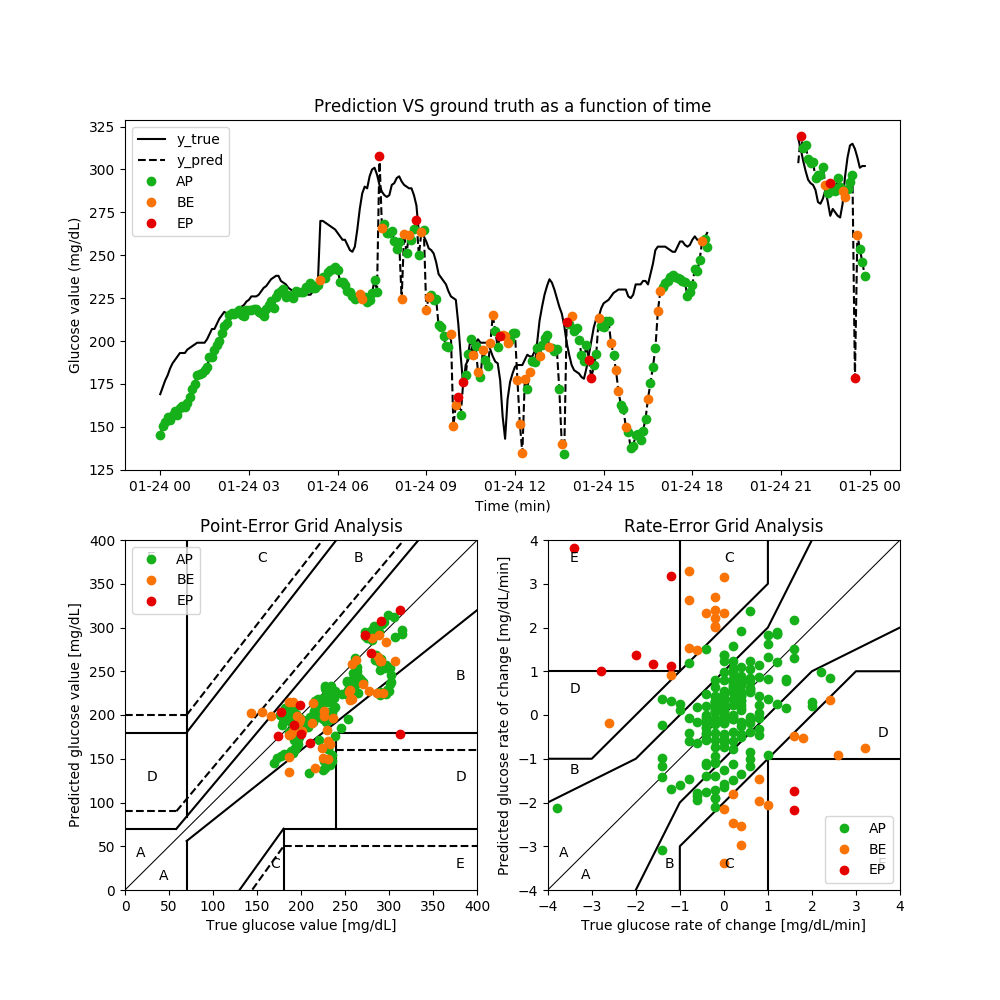 Prediction VS ground truth as a function of time
Glucose value (mg/dL)
325
300
275
250
225
200
175
150
125
y_true
y_pred
AP
BE
EP
01-24 00 01-24 03 01-24 06 01-24 09 01-24 12 01-24 15 01-24 18 01-24 21 01-25 00
Time (min)
Point-Error Grid Analysis
Predicted glucose value [mg/dL]
400
350
300
250
200
150
100
50
0
AP
BE
EP
C B
B
D D
A
A
C E
0 50 100 150 200 250 300 350 400
True glucose value [mg/dL]
Rate-Error Grid Analysis
Predicted glucose rate of change [mg/dL/min]
4
3
2
1
0
−1
−2
−3
−4
E C
D
D
B
A
A
B C
AP
BE
EP
−4 −3 −2 −1 0 1 2 3 4
True glucose rate of change [mg/dL/min]